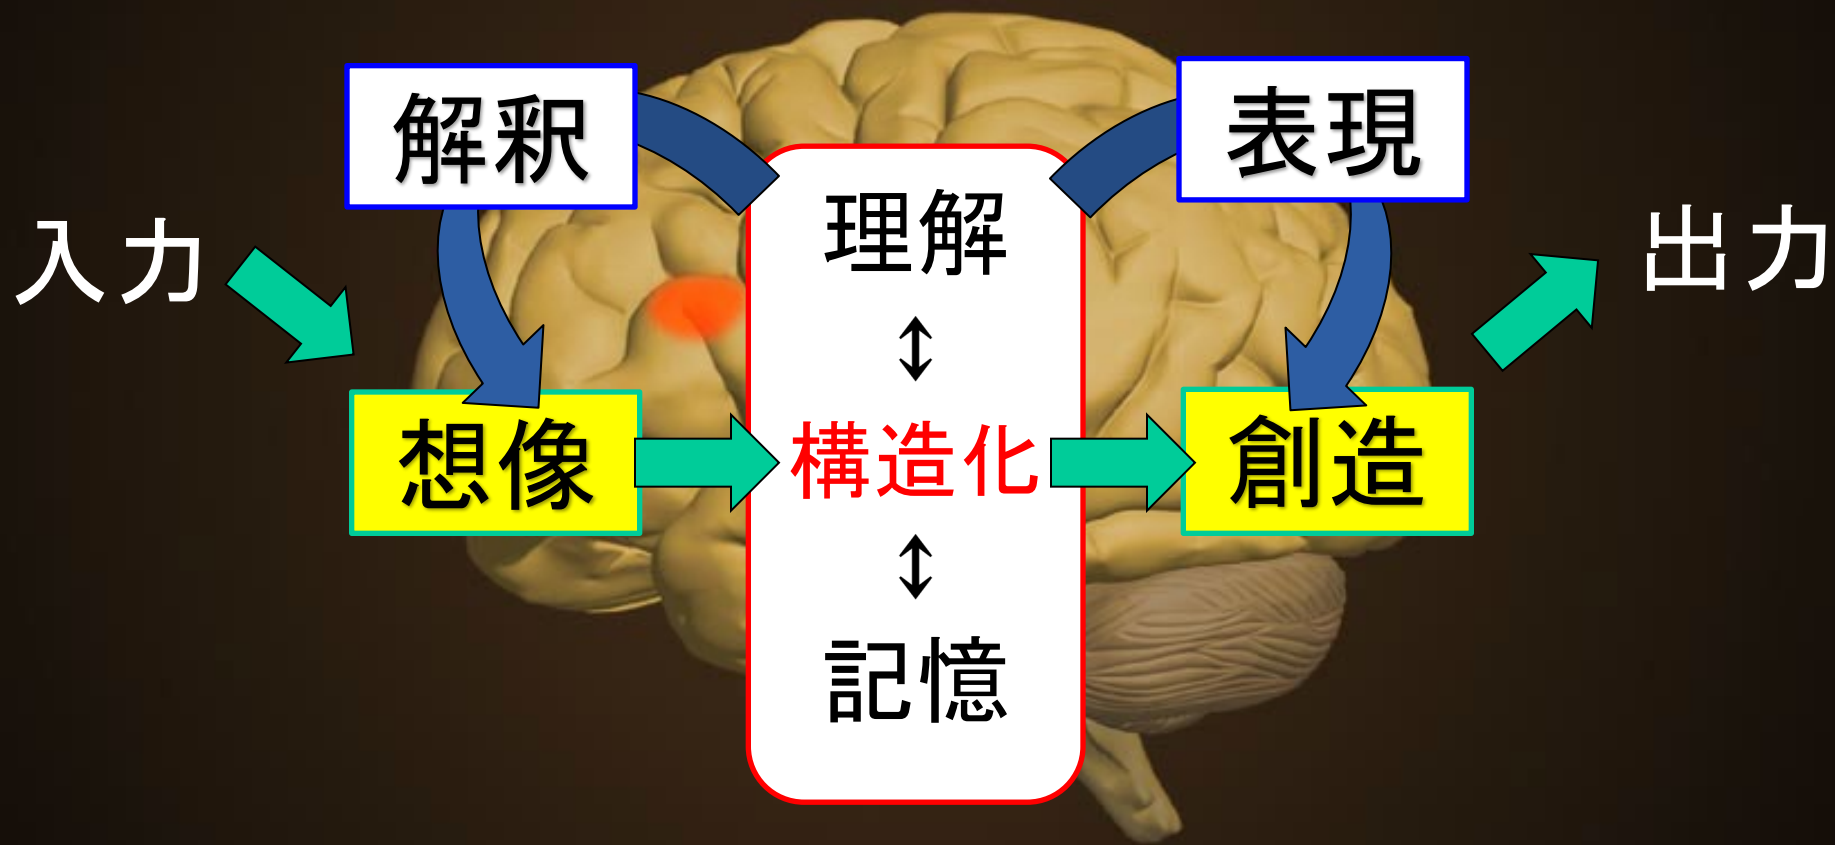 入力
解釈
想像
理解
↕
構造化
↕
記憶
表現
創造
出力